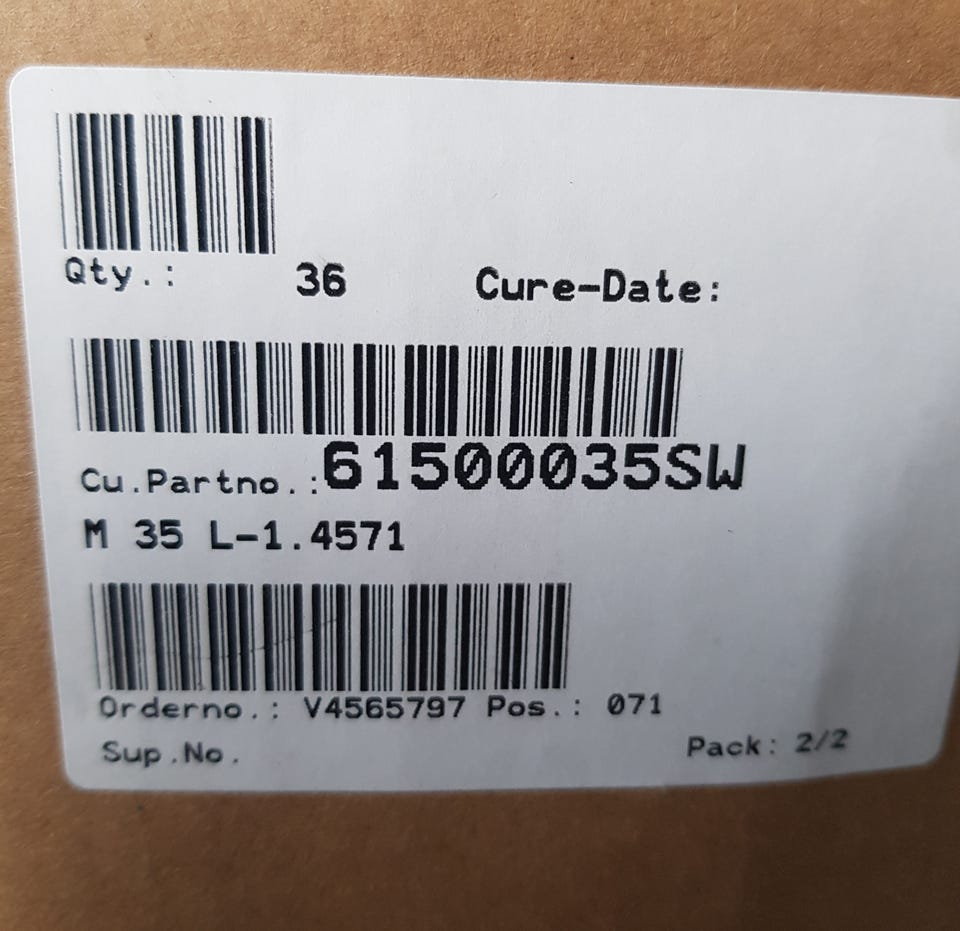 Qty.: 36 Cure-Date:
Cu.Partno.:61500035SW
M 35 L-1.4571
Orderno.: V4565797 Pos.: 071
Sup.No. Pack: 2/2